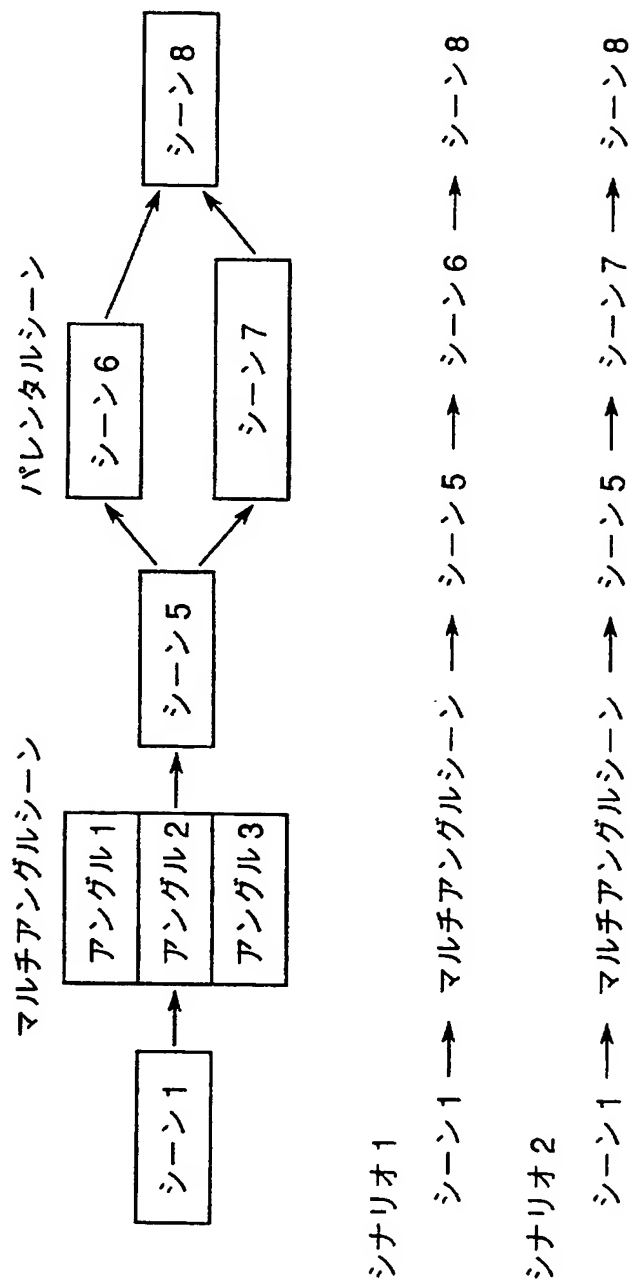 マルチアングルシーン
パレンタルシーン
シーン1
アングル1
アングル2
アングル3
シーン5
シーン6
シーン7
シーン8
シナリオ1
シーン1 → マルチアングルシーン → シーン5 → シーン6 → シーン8
シナリオ2
シーン1 → マルチアングルシーン → シーン5 → シーン7 → シーン8